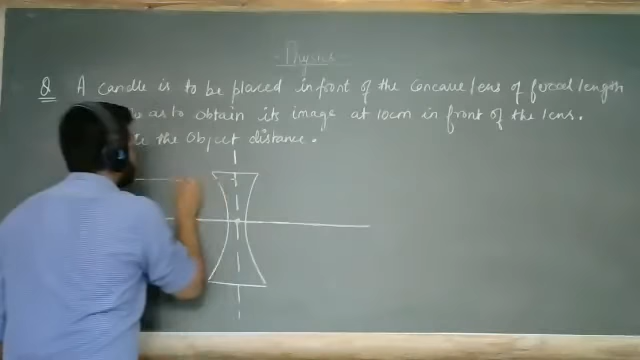 Physics
Q A candle is to be placed in front of the concave lens of focal length
as to obtain its image at 10cm in front of the lens.
the Object distance.